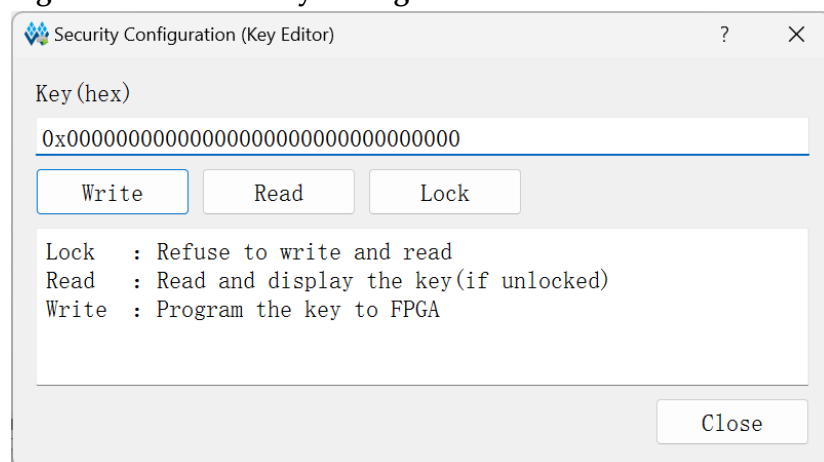 Security Configuration (Key Editor) ?
Key(hex)
0x00000000000000000000000000000000
Write Read Lock
Lock : Refuse to write and read
Read : Read and display the key(if unlocked)
Write : Program the key to FPGA
Close